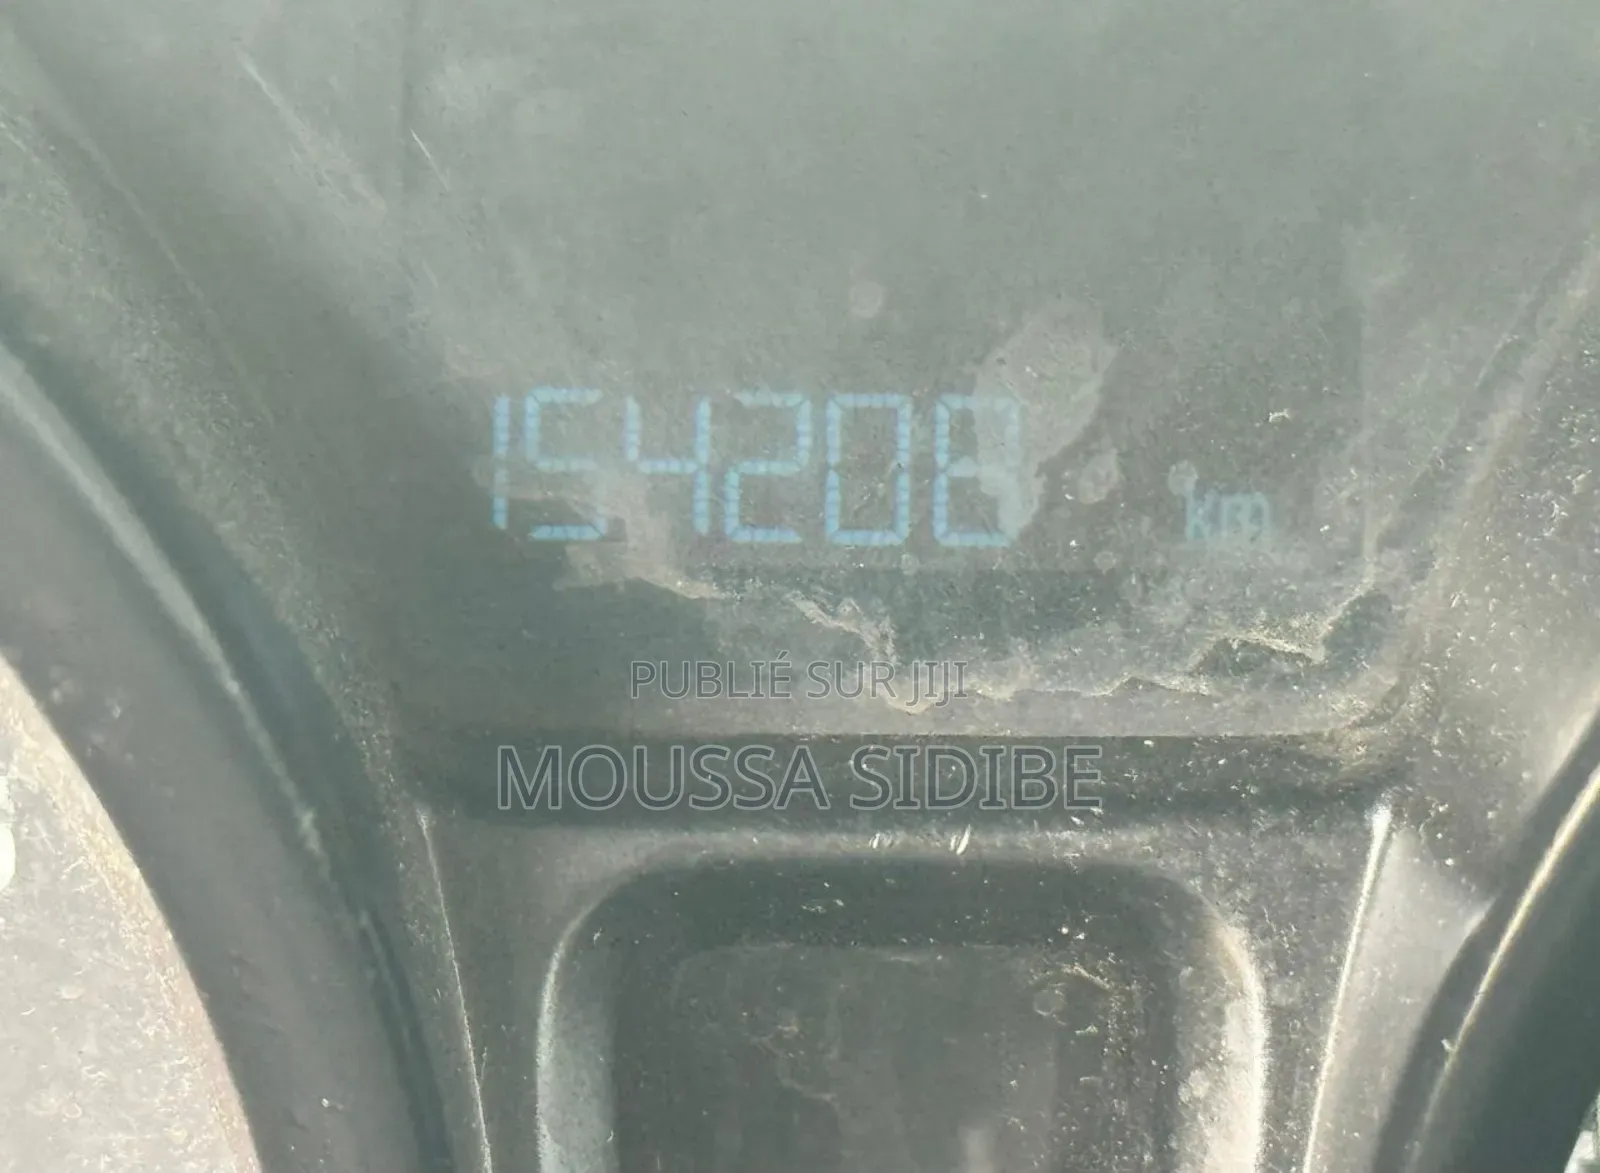 154208 km
PUBLIÉ SUR JIJI
MOUSSA SIDIBE